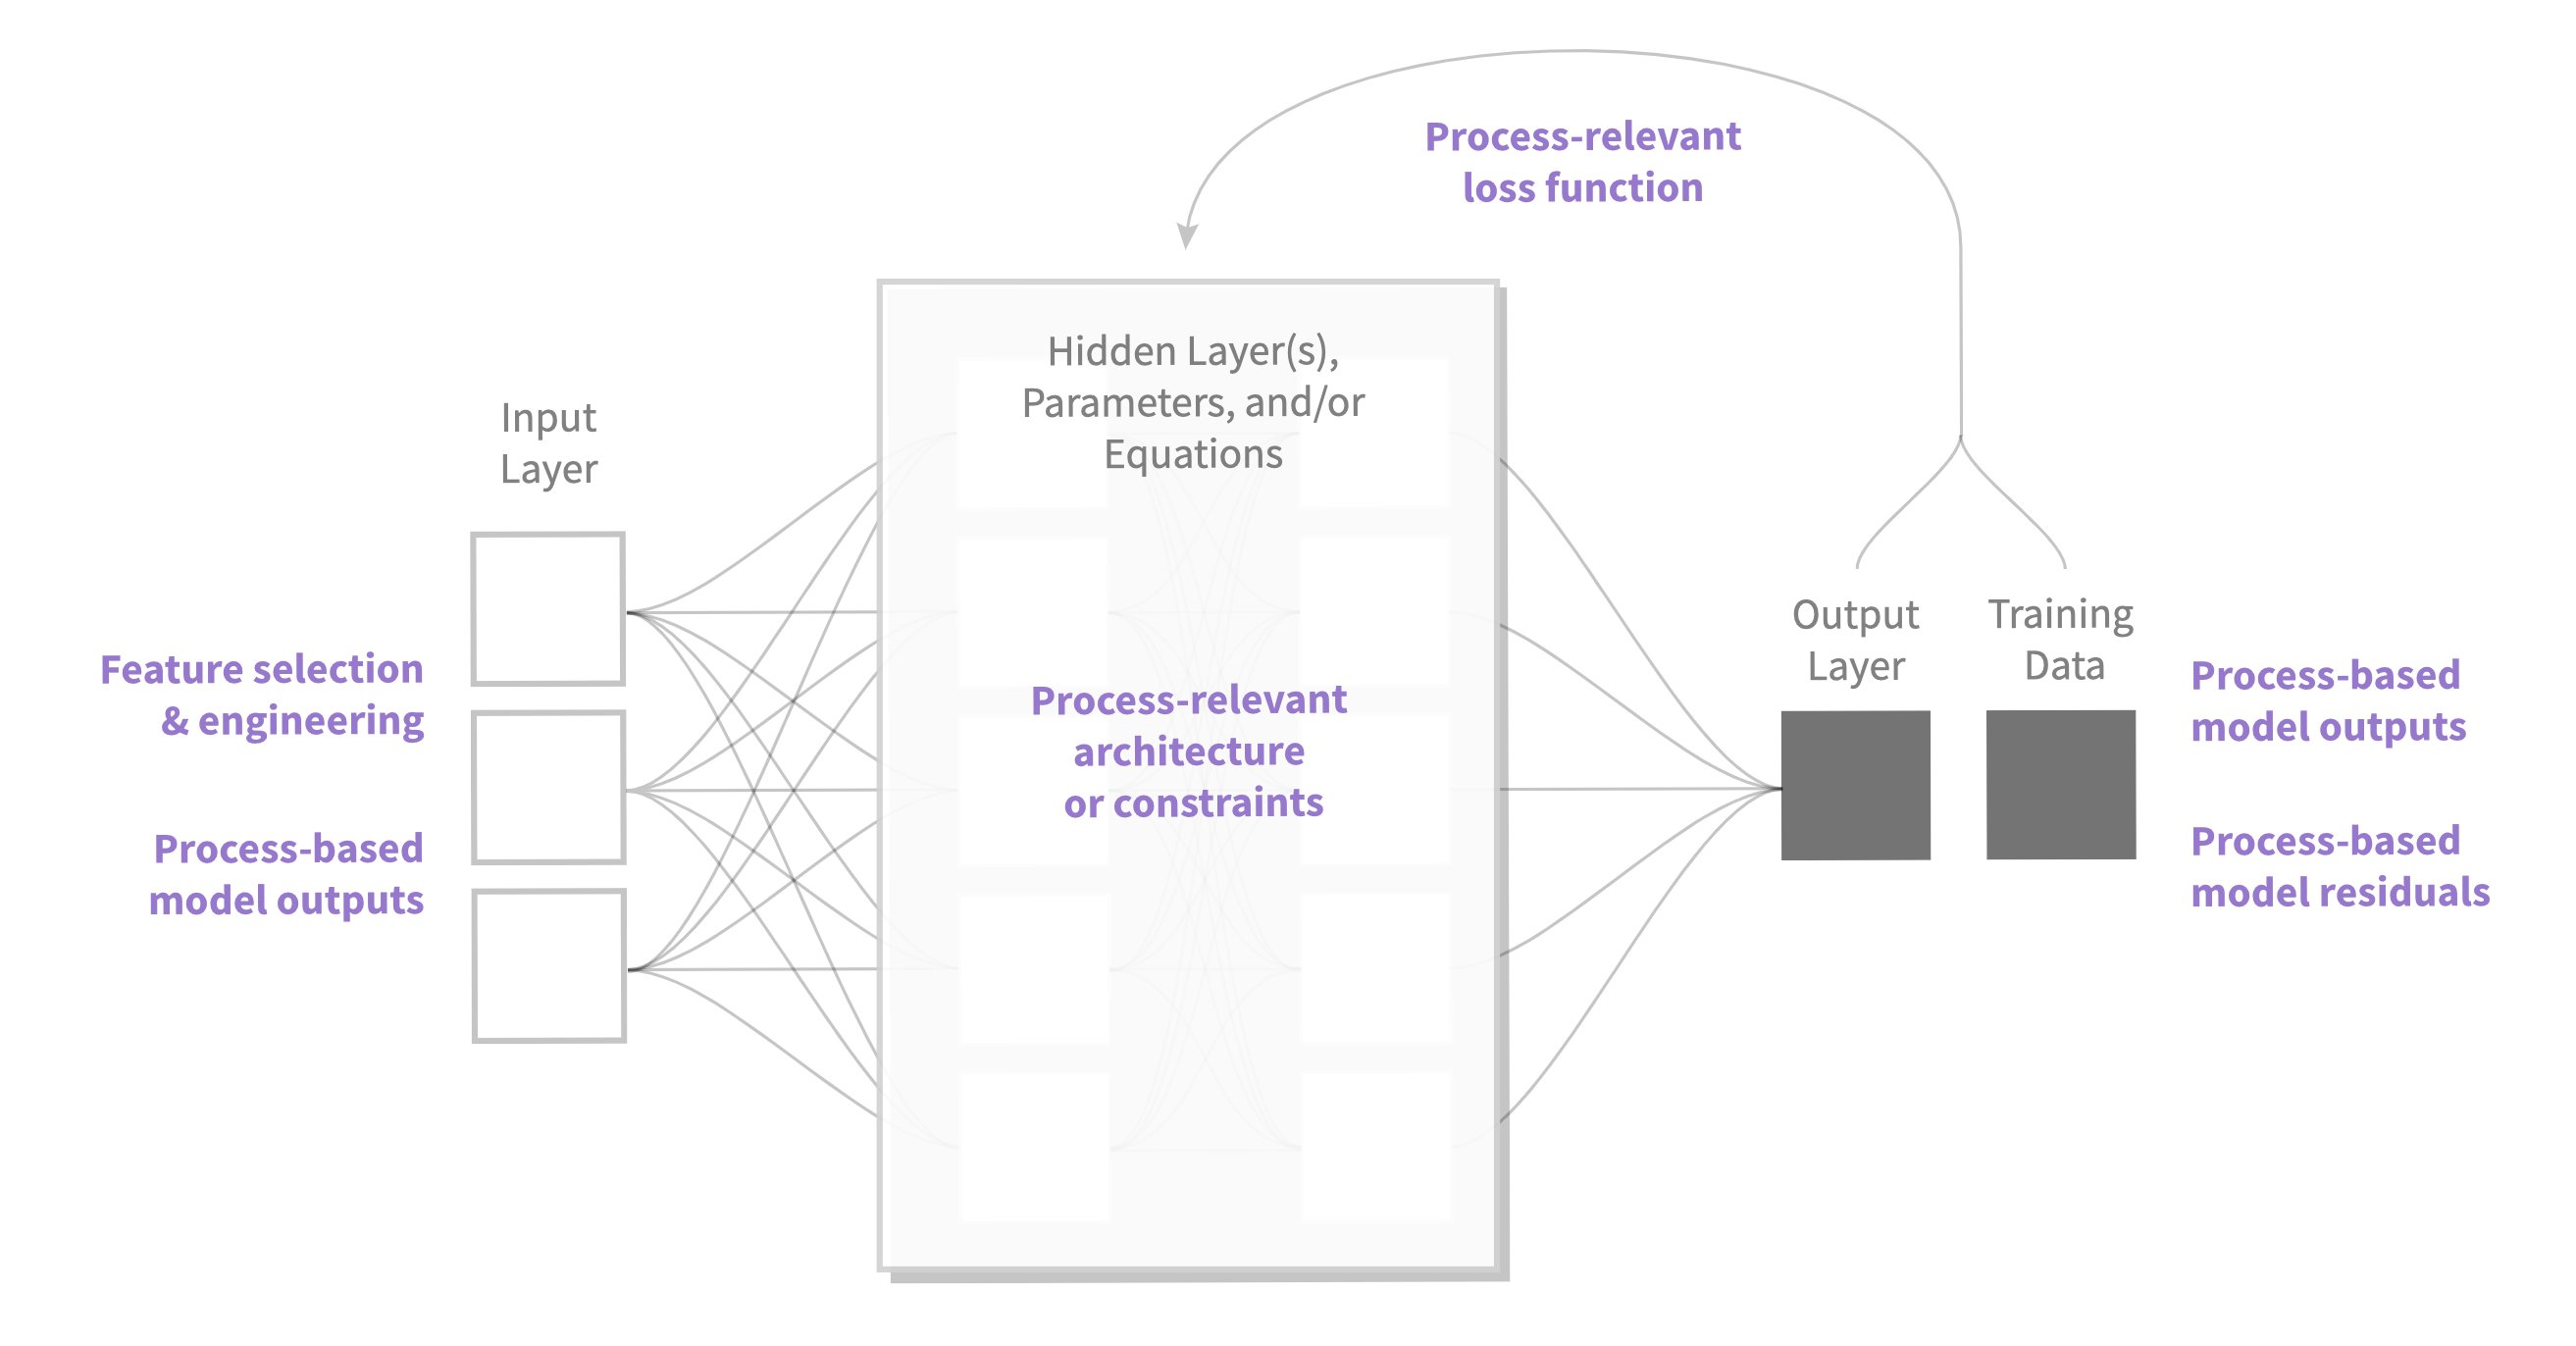 Process-relevant
loss function
Hidden Layer(s),
Parameters, and/or
Equations
Input
Layer
Feature selection
& engineering
Process-based
model outputs
Process-relevant
architecture
or constraints
Output
Layer
Training
Data
Process-based
model outputs
Process-based
model residuals